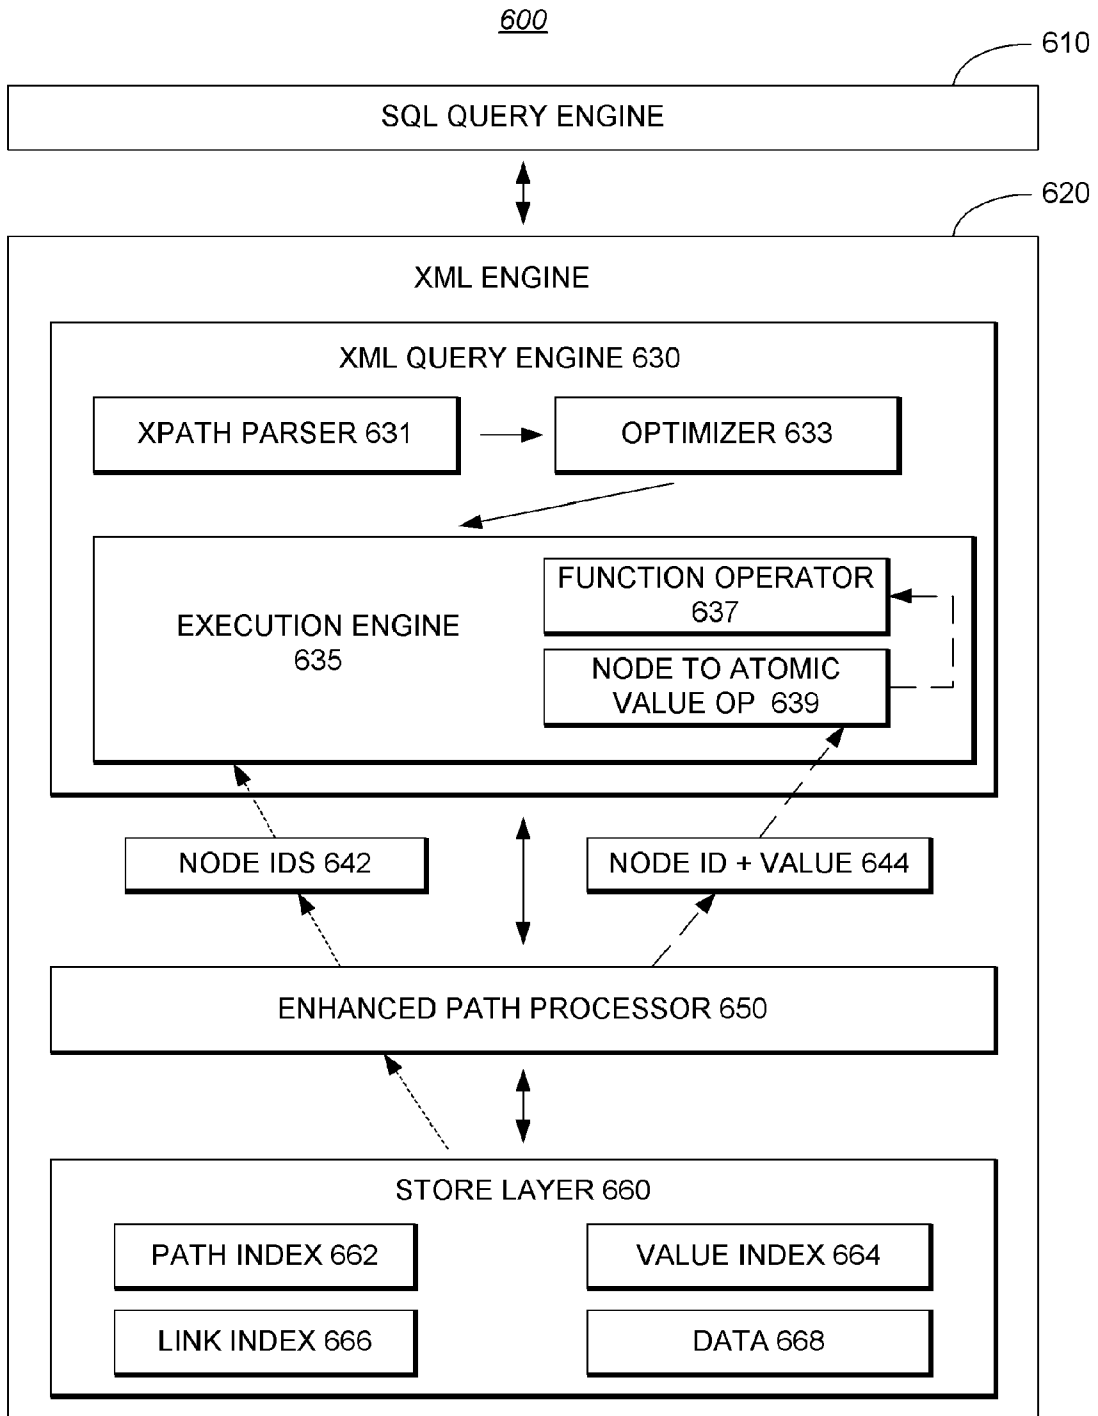 600
610
SQL QUERY ENGINE
620
XML ENGINE
XML QUERY ENGINE 630
XPATH PARSER 631
OPTIMIZER 633
EXECUTION ENGINE
635
FUNCTION OPERATOR
637
NODE TO ATOMIC
VALUE OP 639
NODE IDS 642
NODE ID + VALUE 644
ENHANCED PATH PROCESSOR 650
STORE LAYER 660
PATH INDEX 662
VALUE INDEX 664
LINK INDEX 666
DATA 668